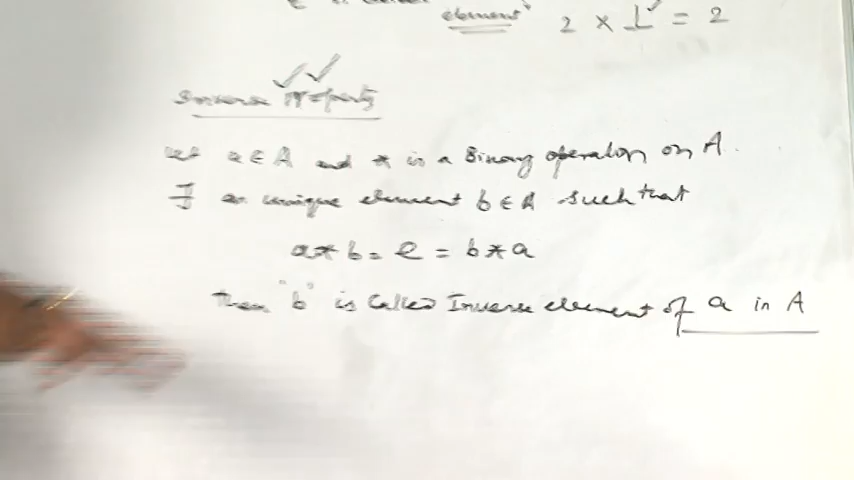 element"
2 × 1 = 2
Inverse Property
Let a ∈ A and * is a Binary operation on A.
∃ an unique element b ∈ A such that
a * b = e = b * a
then "b" is called Inverse element of a in A